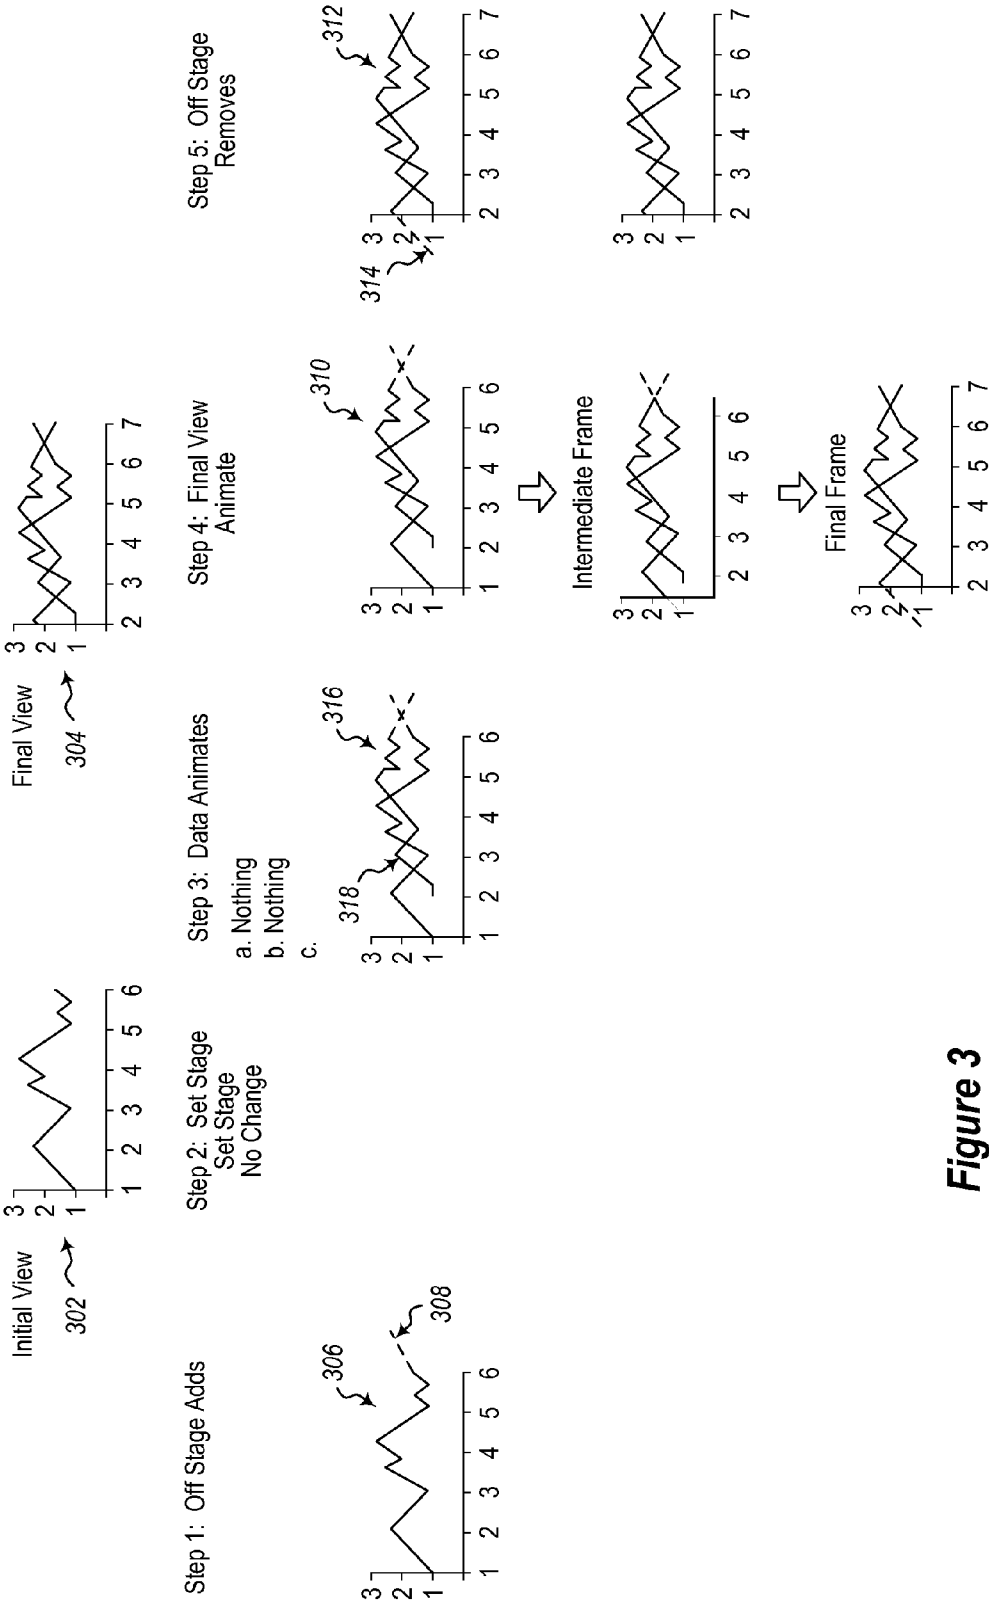 Initial View
302
3
2
1
1 2 3 4 5 6
Final View
304
3
2
1
2 3 4 5 6 7
Step 1: Off Stage Adds
306
308
3
2
1
1 2 3 4 5 6
Step 2: Set Stage
Set Stage
No Change
Step 3: Data Animates
a. Nothing
b. Nothing
c.
316
318
3
2
1
1 2 3 4 5 6
Step 4: Final View
Animate
310
3
2
1
1 2 3 4 5 6
Intermediate Frame
3
2
1
2 3 4 5 6
Final Frame
3
2
1
2 3 4 5 6 7
Step 5: Off Stage
Removes
312
314
3
2
1
2 3 4 5 6 7
3
2
1
2 3 4 5 6 7
Figure 3